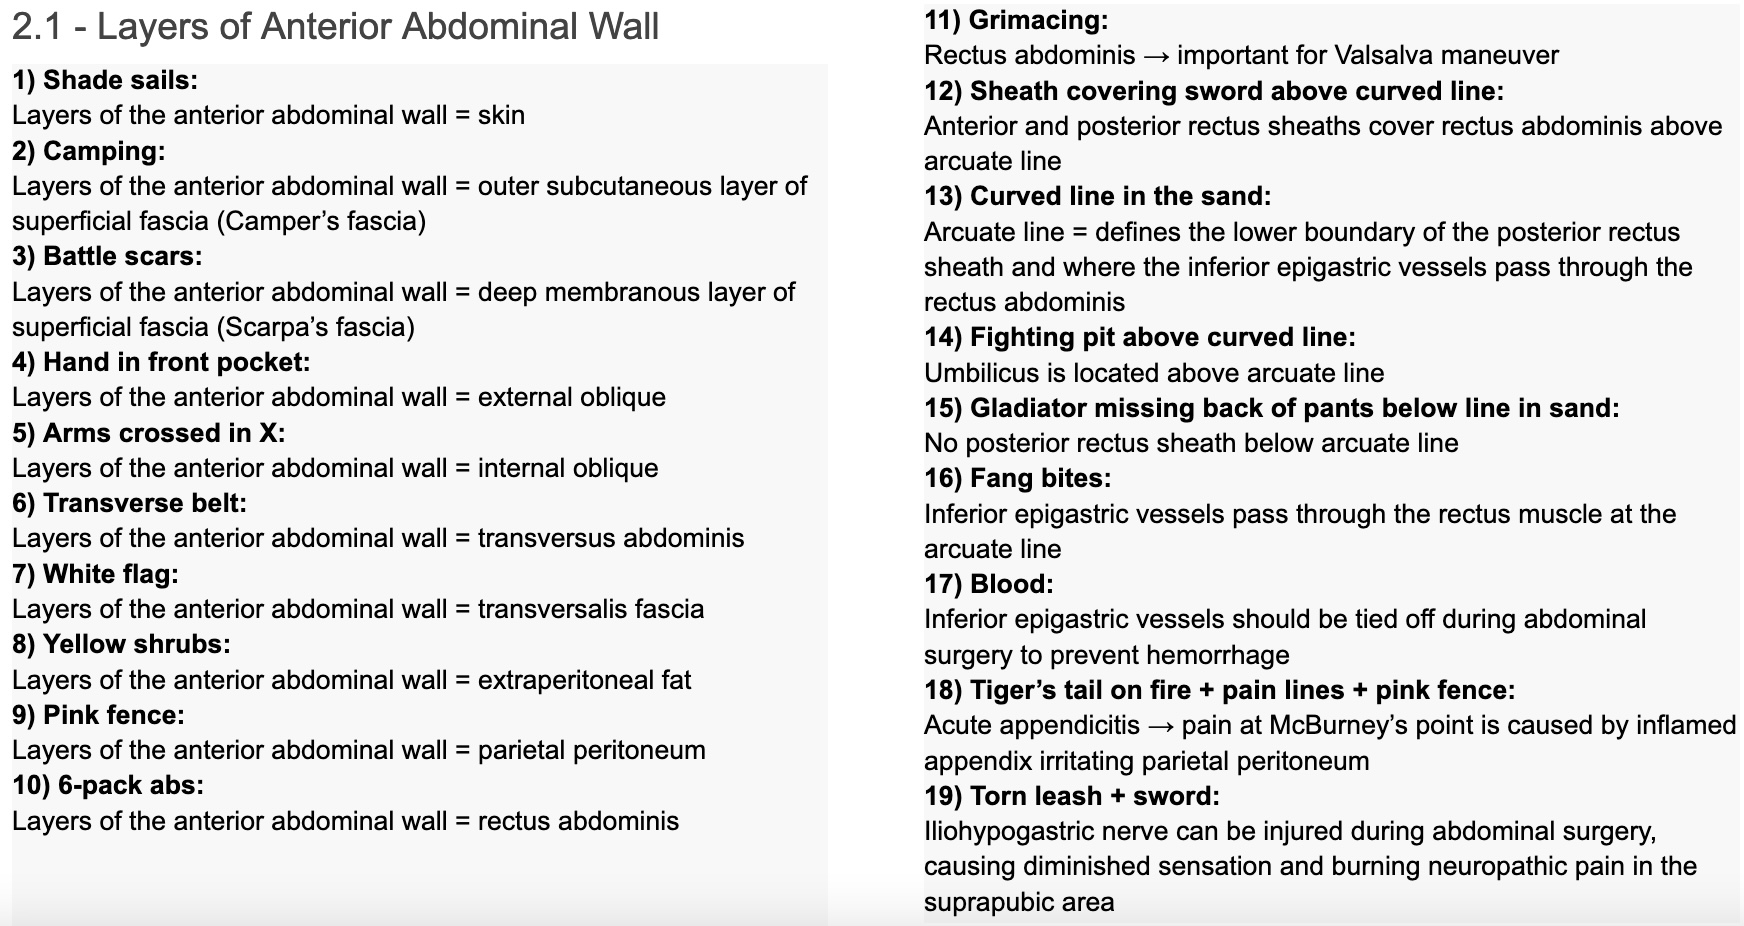 2.1 - Layers of Anterior Abdominal Wall
1) Shade sails:
Layers of the anterior abdominal wall = skin
2) Camping:
Layers of the anterior abdominal wall = outer subcutaneous layer of
superficial fascia (Camper’s fascia)
3) Battle scars:
Layers of the anterior abdominal wall = deep membranous layer of
superficial fascia (Scarpa’s fascia)
4) Hand in front pocket:
Layers of the anterior abdominal wall = external oblique
5) Arms crossed in X:
Layers of the anterior abdominal wall = internal oblique
6) Transverse belt:
Layers of the anterior abdominal wall = transversus abdominis
7) White flag:
Layers of the anterior abdominal wall = transversalis fascia
8) Yellow shrubs:
Layers of the anterior abdominal wall = extraperitoneal fat
9) Pink fence:
Layers of the anterior abdominal wall = parietal peritoneum
10) 6-pack abs:
Layers of the anterior abdominal wall = rectus abdominis
11) Grimacing:
Rectus abdominis → important for Valsalva maneuver
12) Sheath covering sword above curved line:
Anterior and posterior rectus sheaths cover rectus abdominis above
arcuate line
13) Curved line in the sand:
Arcuate line = defines the lower boundary of the posterior rectus
sheath and where the inferior epigastric vessels pass through the
rectus abdominis
14) Fighting pit above curved line:
Umbilicus is located above arcuate line
15) Gladiator missing back of pants below line in sand:
No posterior rectus sheath below arcuate line
16) Fang bites:
Inferior epigastric vessels pass through the rectus muscle at the
arcuate line
17) Blood:
Inferior epigastric vessels should be tied off during abdominal
surgery to prevent hemorrhage
18) Tiger’s tail on fire + pain lines + pink fence:
Acute appendicitis → pain at McBurney’s point is caused by inflamed
appendix irritating parietal peritoneum
19) Torn leash + sword:
Iliohypogastric nerve can be injured during abdominal surgery,
causing diminished sensation and burning neuropathic pain in the
suprapubic area